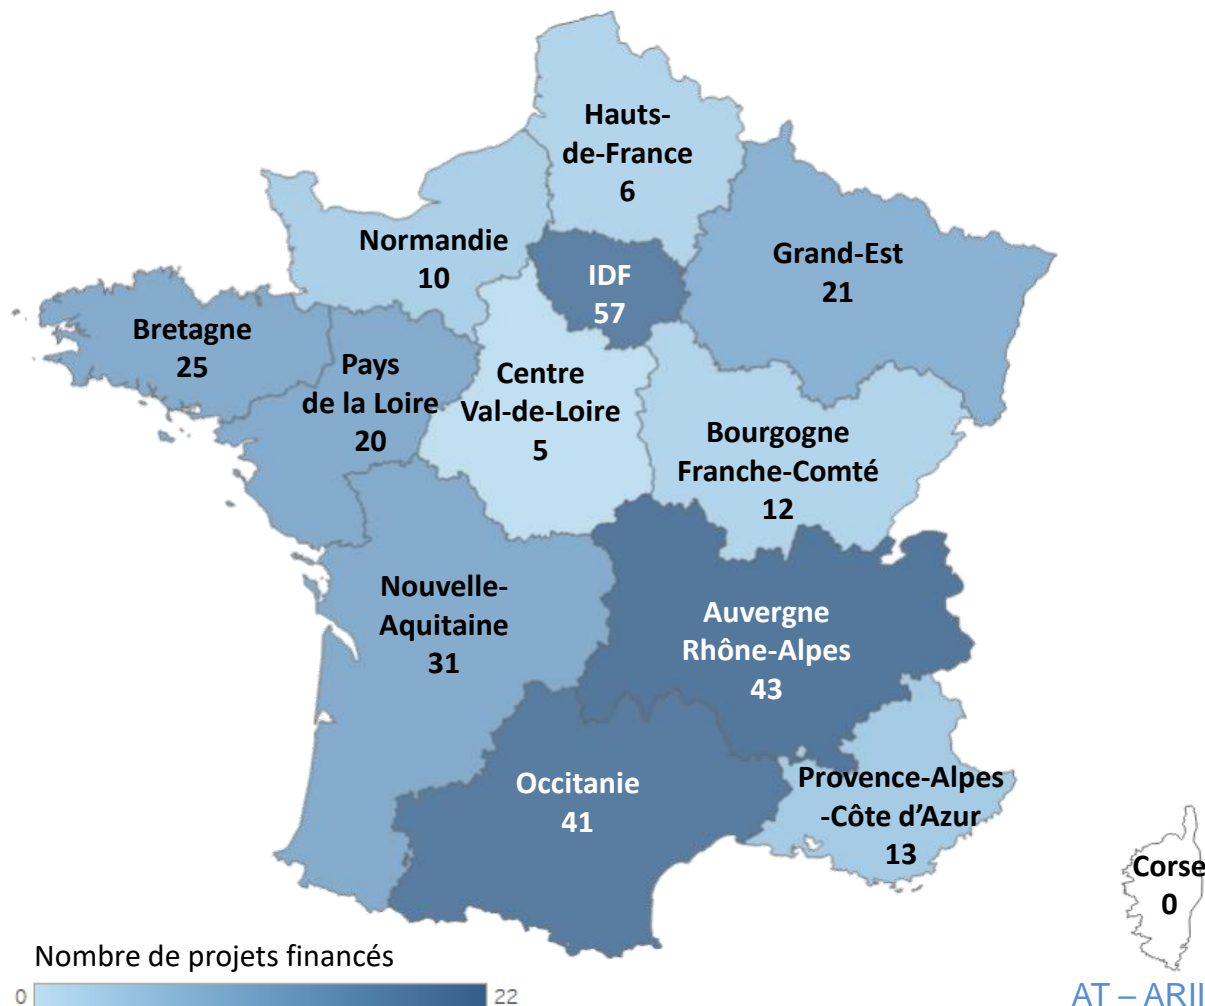 Hauts-
de-France
6
Normandie
10
IDF
57
Grand-Est
21
Bretagne
25
Pays
de la Loire
20
Centre
Val-de-Loire
5
Bourgogne
Franche-Comté
12
Nouvelle-
Aquitaine
31
Auvergne
Rhône-Alpes
43
Occitanie
41
Provence-Alpes
-Côte d’Azur
13
Corse
0
Nombre de projets financés
0 22
AT – ARII